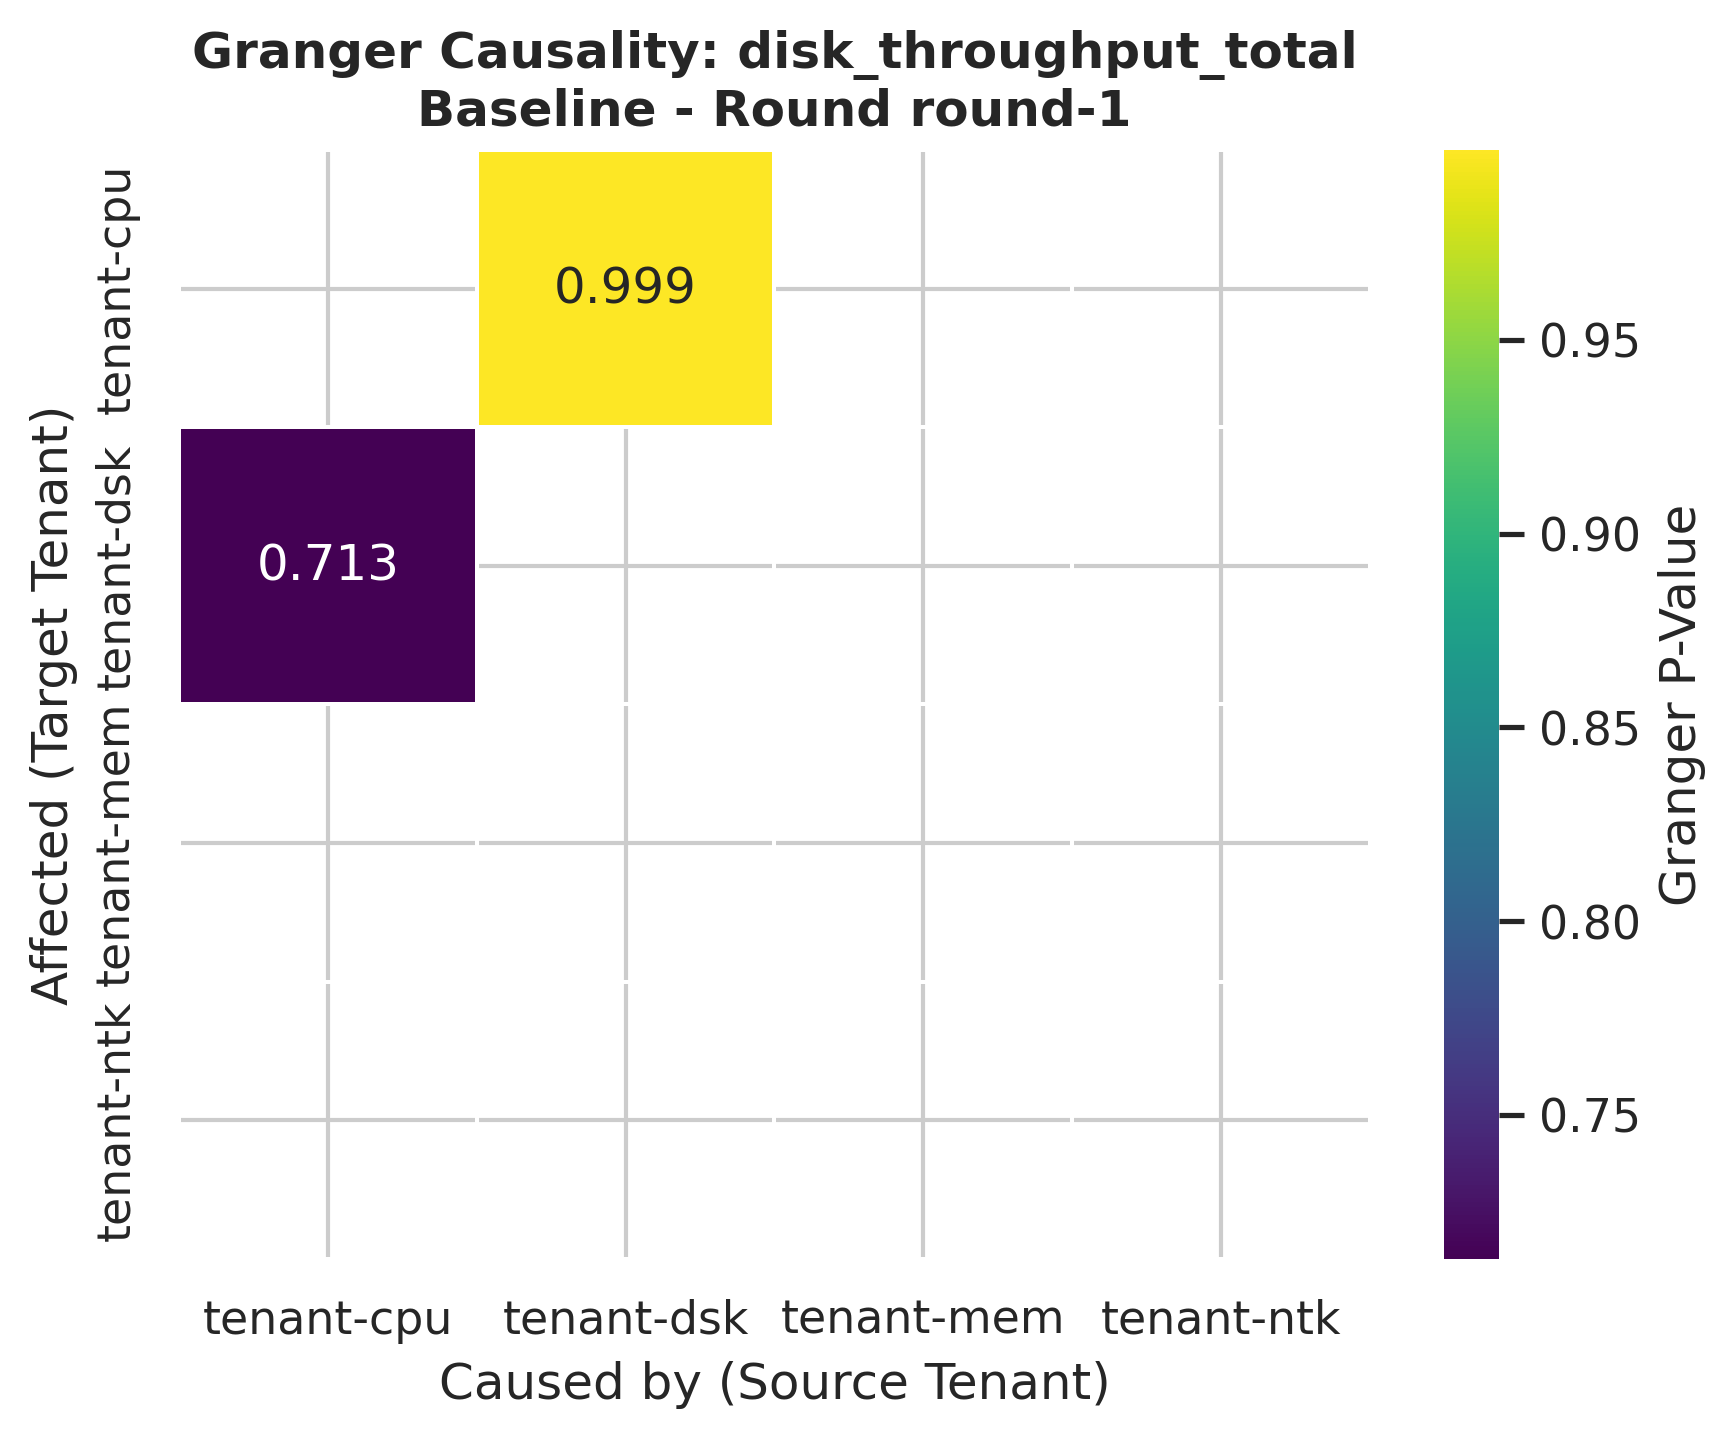 Granger Causality: disk_throughput_total
Baseline - Round round-1
Affected (Target Tenant)
tenant-cpu
tenant-dsk
tenant-mem
tenant-ntk
0.999
0.713
tenant-cpu
tenant-dsk
tenant-mem
tenant-ntk
Caused by (Source Tenant)
0.95
0.90
0.85
0.80
0.75
Granger P-Value